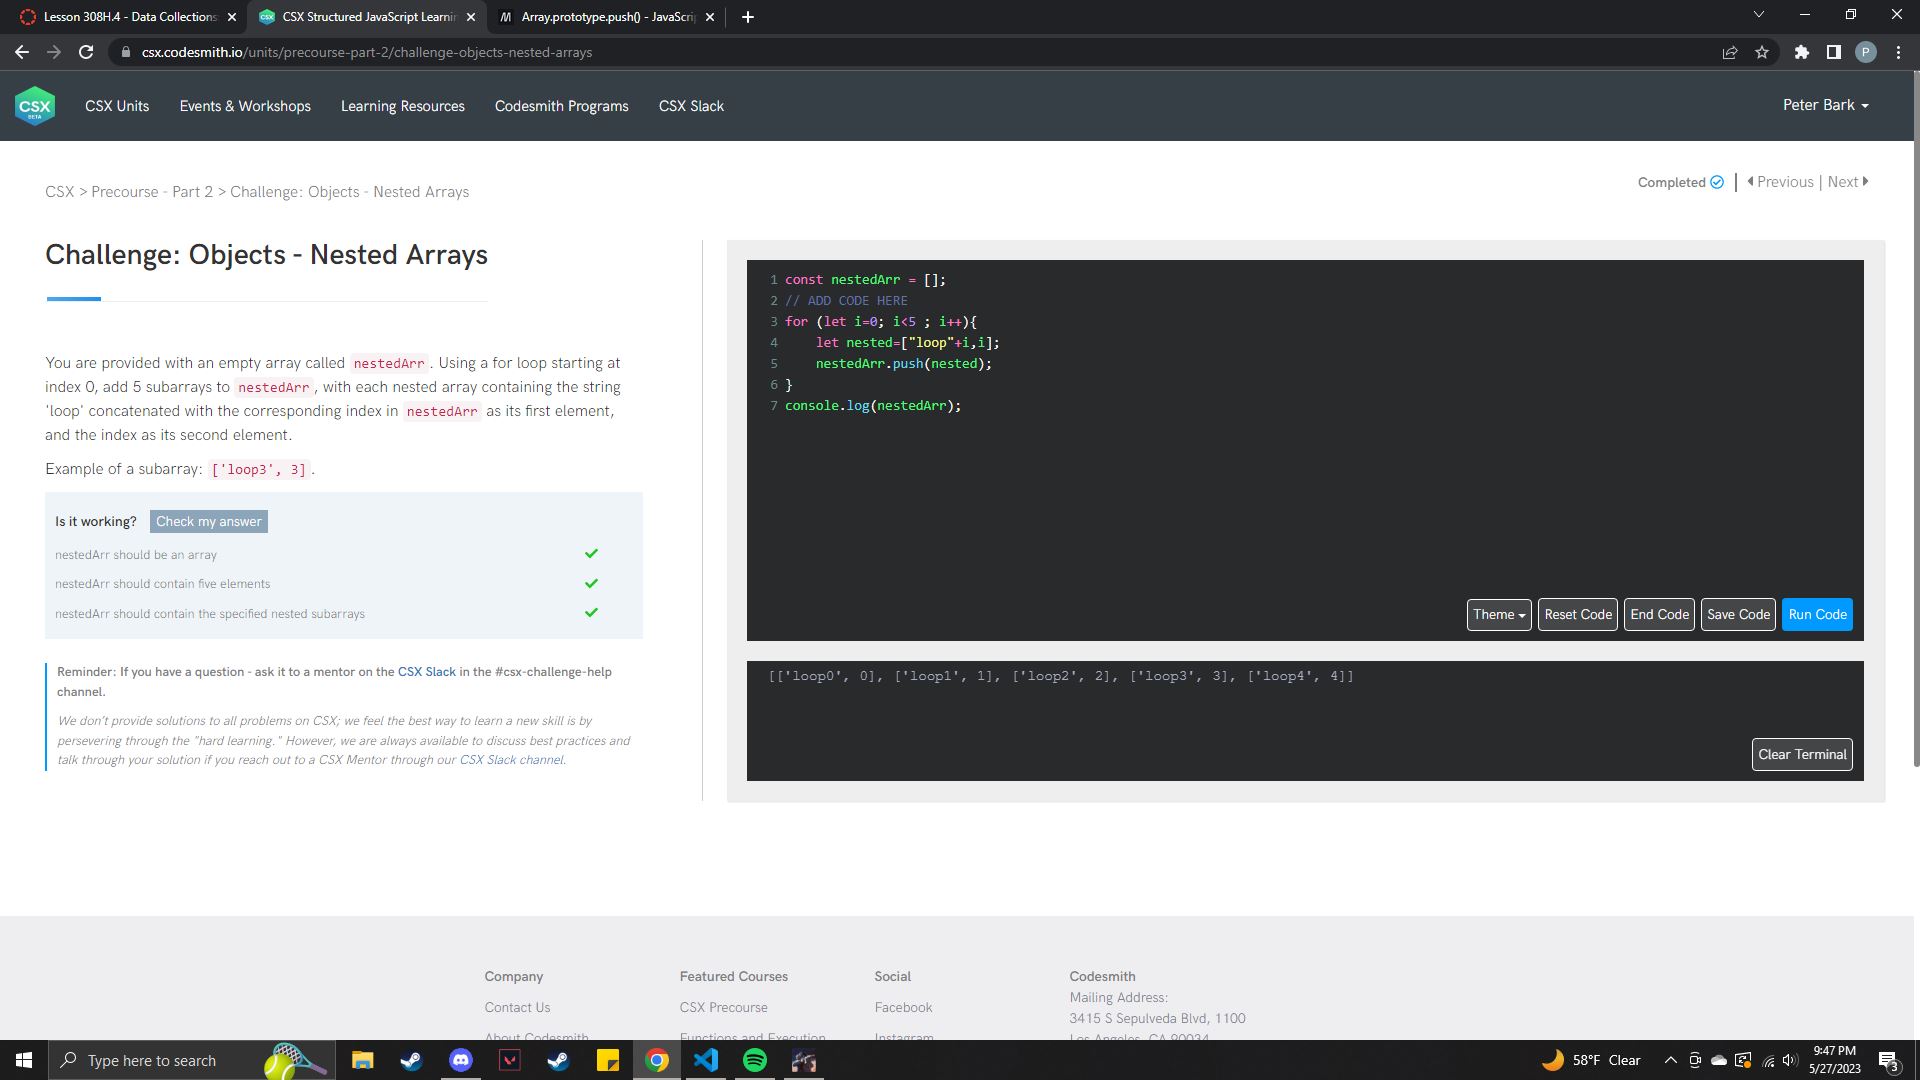 Lesson 308H.4 - Data Collections
CSX Structured JavaScript Learnin
Array.prototype.push() - JavaScri
csx.codesmith.io/units/precourse-part-2/challenge-objects-nested-arrays
P
CSX
BETA
CSX Units
Events & Workshops
Learning Resources
Codesmith Programs
CSX Slack
Peter Bark
CSX > Precourse - Part 2 > Challenge: Objects - Nested Arrays
Completed
Previous | Next
Challenge: Objects - Nested Arrays
You are provided with an empty array called nestedArr. Using a for loop starting at
index 0, add 5 subarrays to nestedArr, with each nested array containing the string
'loop' concatenated with the corresponding index in nestedArr as its first element,
and the index as its second element.
Example of a subarray: ['loop3', 3].
Is it working? Check my answer
nestedArr should be an array
nestedArr should contain five elements
nestedArr should contain the specified nested subarrays
Reminder: If you have a question - ask it to a mentor on the CSX Slack in the #csx-challenge-help
channel.
We don't provide solutions to all problems on CSX; we feel the best way to learn a new skill is by
persevering through the "hard learning." However, we are always available to discuss best practices and
talk through your solution if you reach out to a CSX Mentor through our CSX Slack channel.
1 const nestedArr = [];
2 // ADD CODE HERE
3 for (let i=0; i<5 ; i++){
4     let nested=["loop"+i,i];
5     nestedArr.push(nested);
6 }
7 console.log(nestedArr);
Theme
Reset Code
End Code
Save Code
Run Code
[['loop0', 0], ['loop1', 1], ['loop2', 2], ['loop3', 3], ['loop4', 4]]
Clear Terminal
Company
Contact Us
About Codesmith
Featured Courses
CSX Precourse
Functions and Execution
Social
Facebook
Instagram
Codesmith
Mailing Address:
3415 S Sepulveda Blvd, 1100
Los Angeles, CA 90034
Type here to search
58°F Clear
9:47 PM
5/27/2023
3